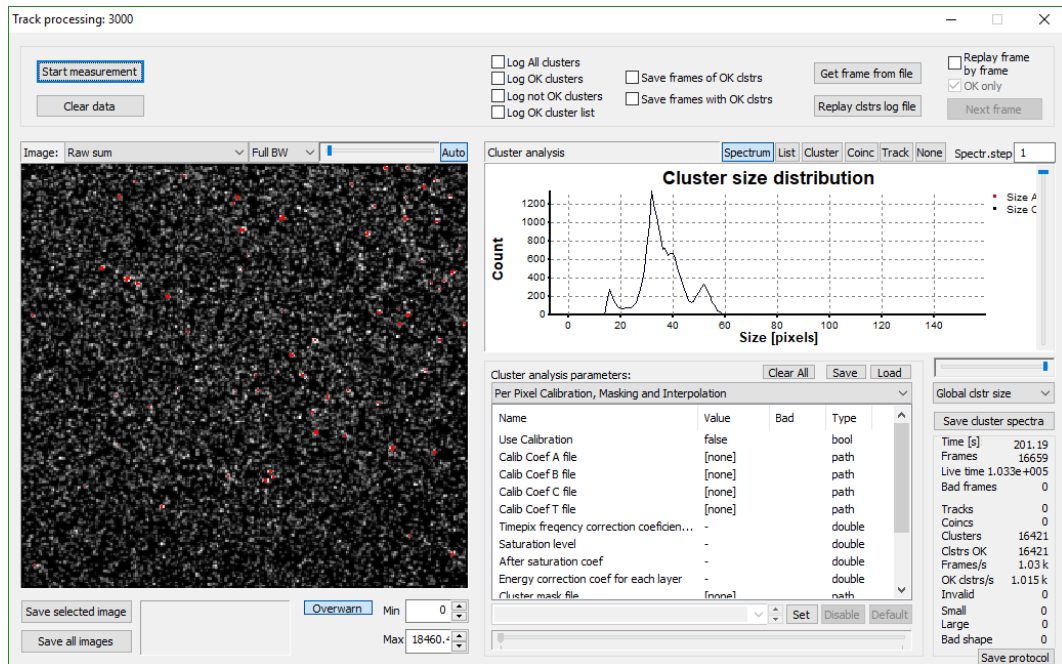 Track processing: 3000
Start measurement
Clear data
Log All clusters
Log OK clusters
Log not OK clusters
Log OK cluster list
Save frames of OK clstrs
Save frames with OK clstrs
Get frame from file
Replay clstrs log file
Replay frame
by frame
OK only
Next frame
Image: Raw sum Full BW Auto
Cluster analysis Spectrum List Cluster Coinc Track None Spectr.step 1
Cluster size distribution
Size A
Size C
Count
1200
1000
800
600
400
200
0
0 20 40 60 80 100 120 140
Size [pixels]
Cluster analysis parameters: Clear All Save Load
Per Pixel Calibration, Masking and Interpolation
Name Value Bad Type
Use Calibration false bool
Calib Coef A file [none] path
Calib Coef B file [none] path
Calib Coef C file [none] path
Calib Coef T file [none] path
Timepix freqency correction coeficien... - double
Saturation level - double
After saturation coef - double
Energy correction coef for each layer - double
Cluster mask file [none] path
Set Disable Default
Global clstr size
Save cluster spectra
Time [s] 201.19
Frames 16659
Live time 1.033e+005
Bad frames 0
Tracks 0
Coincs 0
Clusters 16421
Clstrs OK 16421
Frames/s 1.03 k
OK clstrs/s 1.015 k
Invalid 0
Small 0
Large 0
Bad shape 0
Save protocol
Save selected image
Save all images
Overwarn Min 0
Max 18460.4